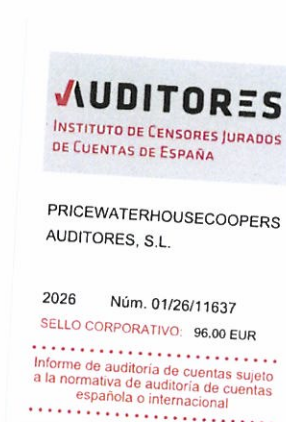 AUDITORES
INSTITUTO DE CENSORES JURADOS
DE CUENTAS DE ESPAÑA
PRICEWATERHOUSECOOPERS
AUDITORES, S.L.
2026 Núm. 01/26/11637
SELLO CORPORATIVO: 96.00 EUR
Informe de auditoría de cuentas sujeto
a la normativa de auditoría de cuentas
española o internacional